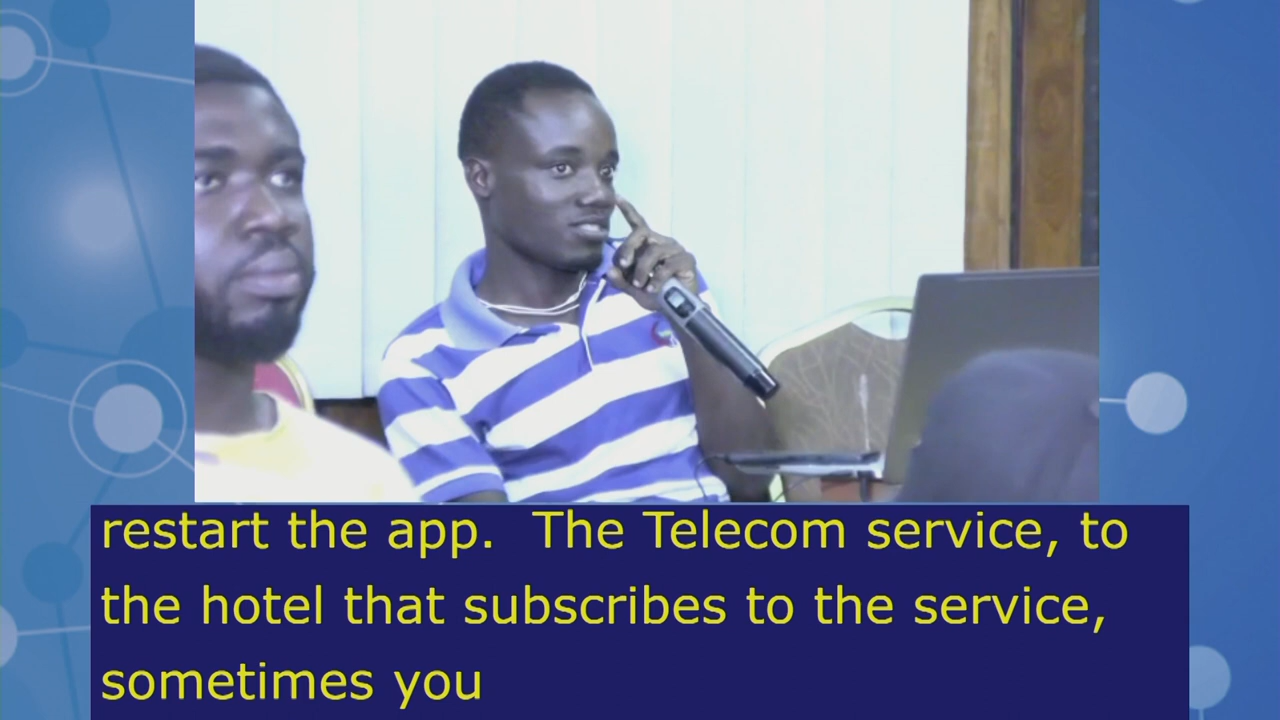 restart the app.  The Telecom service, to
the hotel that subscribes to the service,
sometimes you